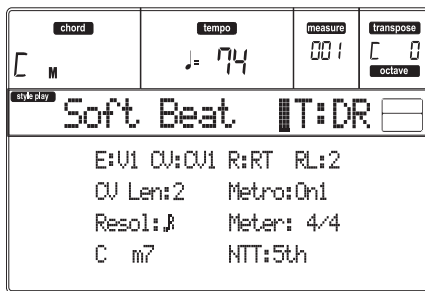 chord tempo measure transpose
C M ♩= 74 001 C 0
octave
style play
Soft Beat T:DR
E:V1 CV:CV1 R:RT RL:2
CV Len:2 Metro:On1
Resol:♪ Meter: 4/4
C m7 NTT:5th